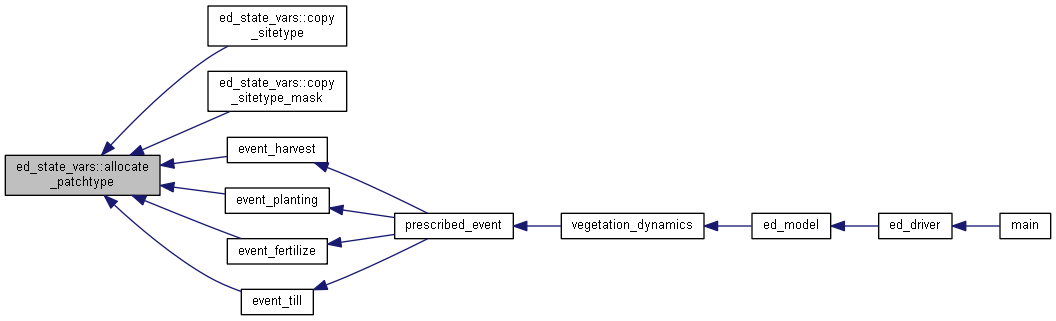 ed_state_vars::copy
_sitetype
ed_state_vars::copy
_sitetype_mask
ed_state_vars::allocate
_patchtype
event_harvest
event_planting
event_fertilize
event_till
prescribed_event
vegetation_dynamics
ed_model
ed_driver
main